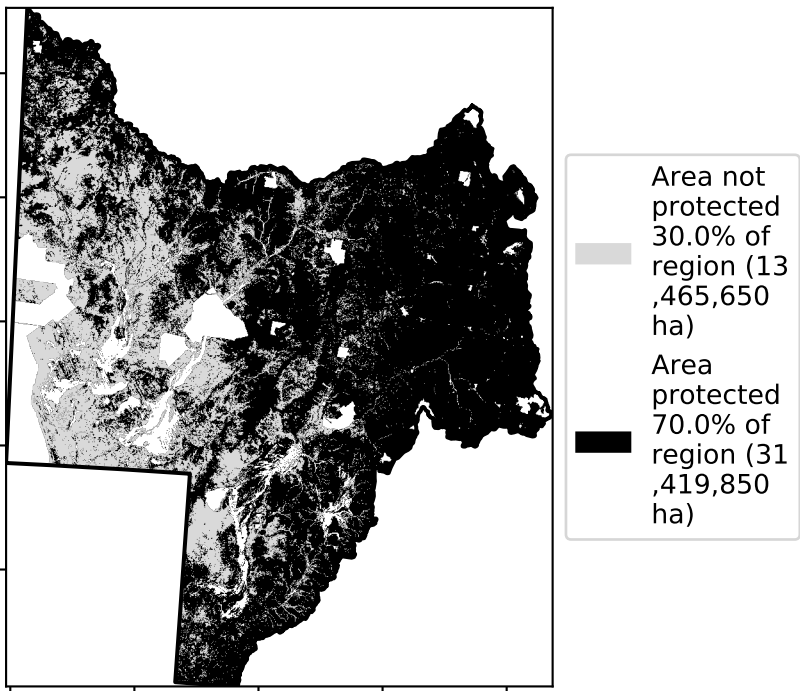 Area not
protected
30.0% of
region (13
,465,650
ha)
Area
protected
70.0% of
region (31
,419,850
ha)